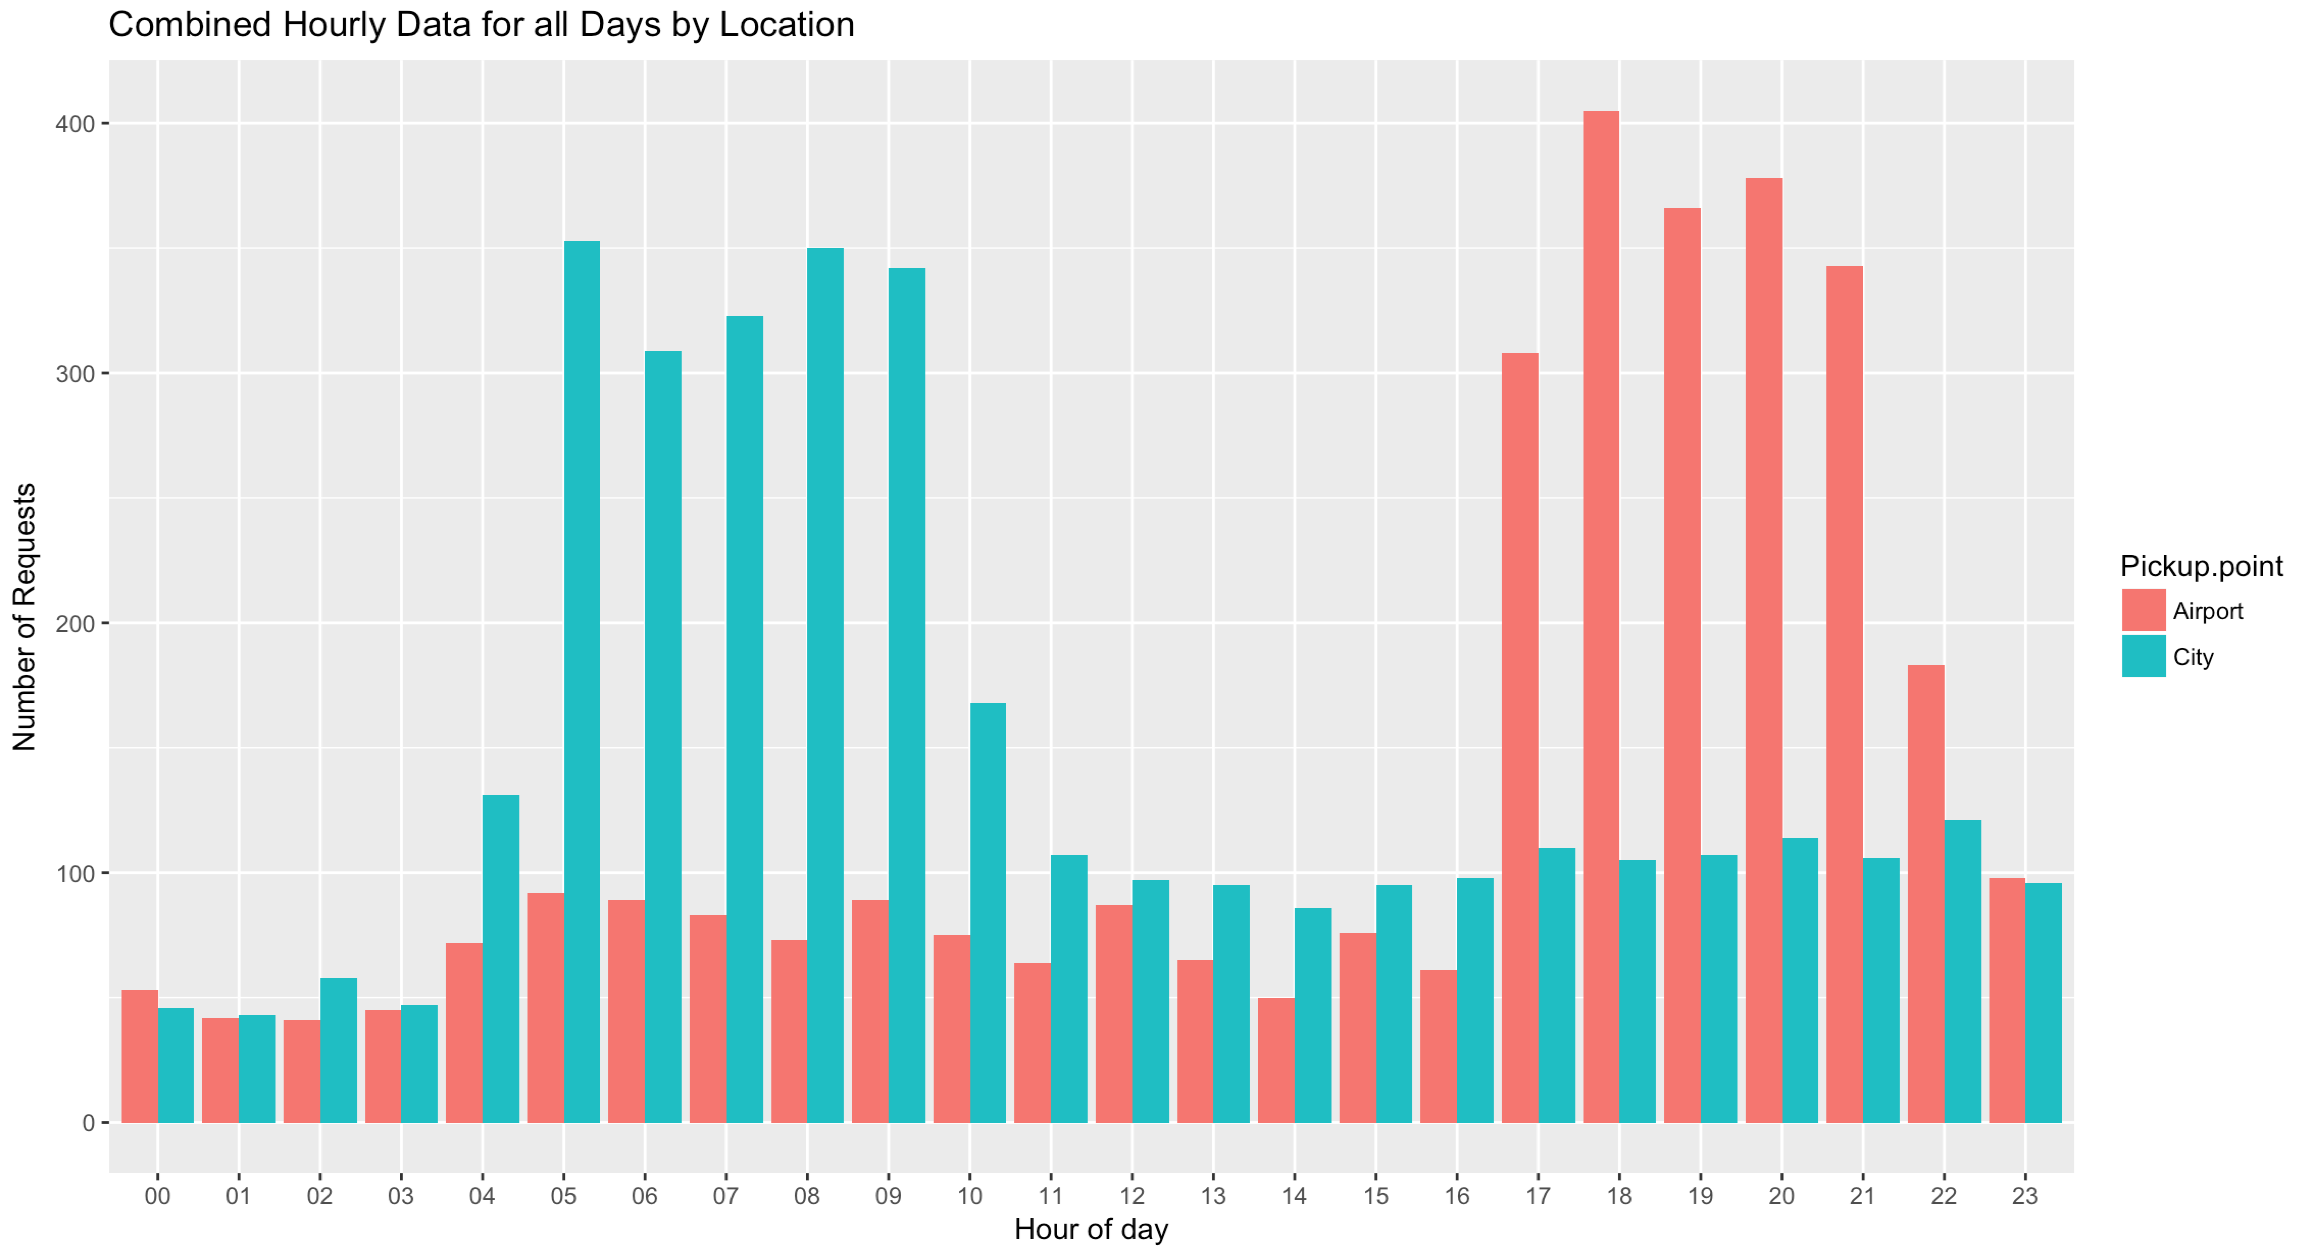 Combined Hourly Data for all Days by Location
Number of Requests
400
300
200
100
0
00 01 02 03 04 05 06 07 08 09 10 11 12 13 14 15 16 17 18 19 20 21 22 23
Hour of day
Pickup.point
Airport
City